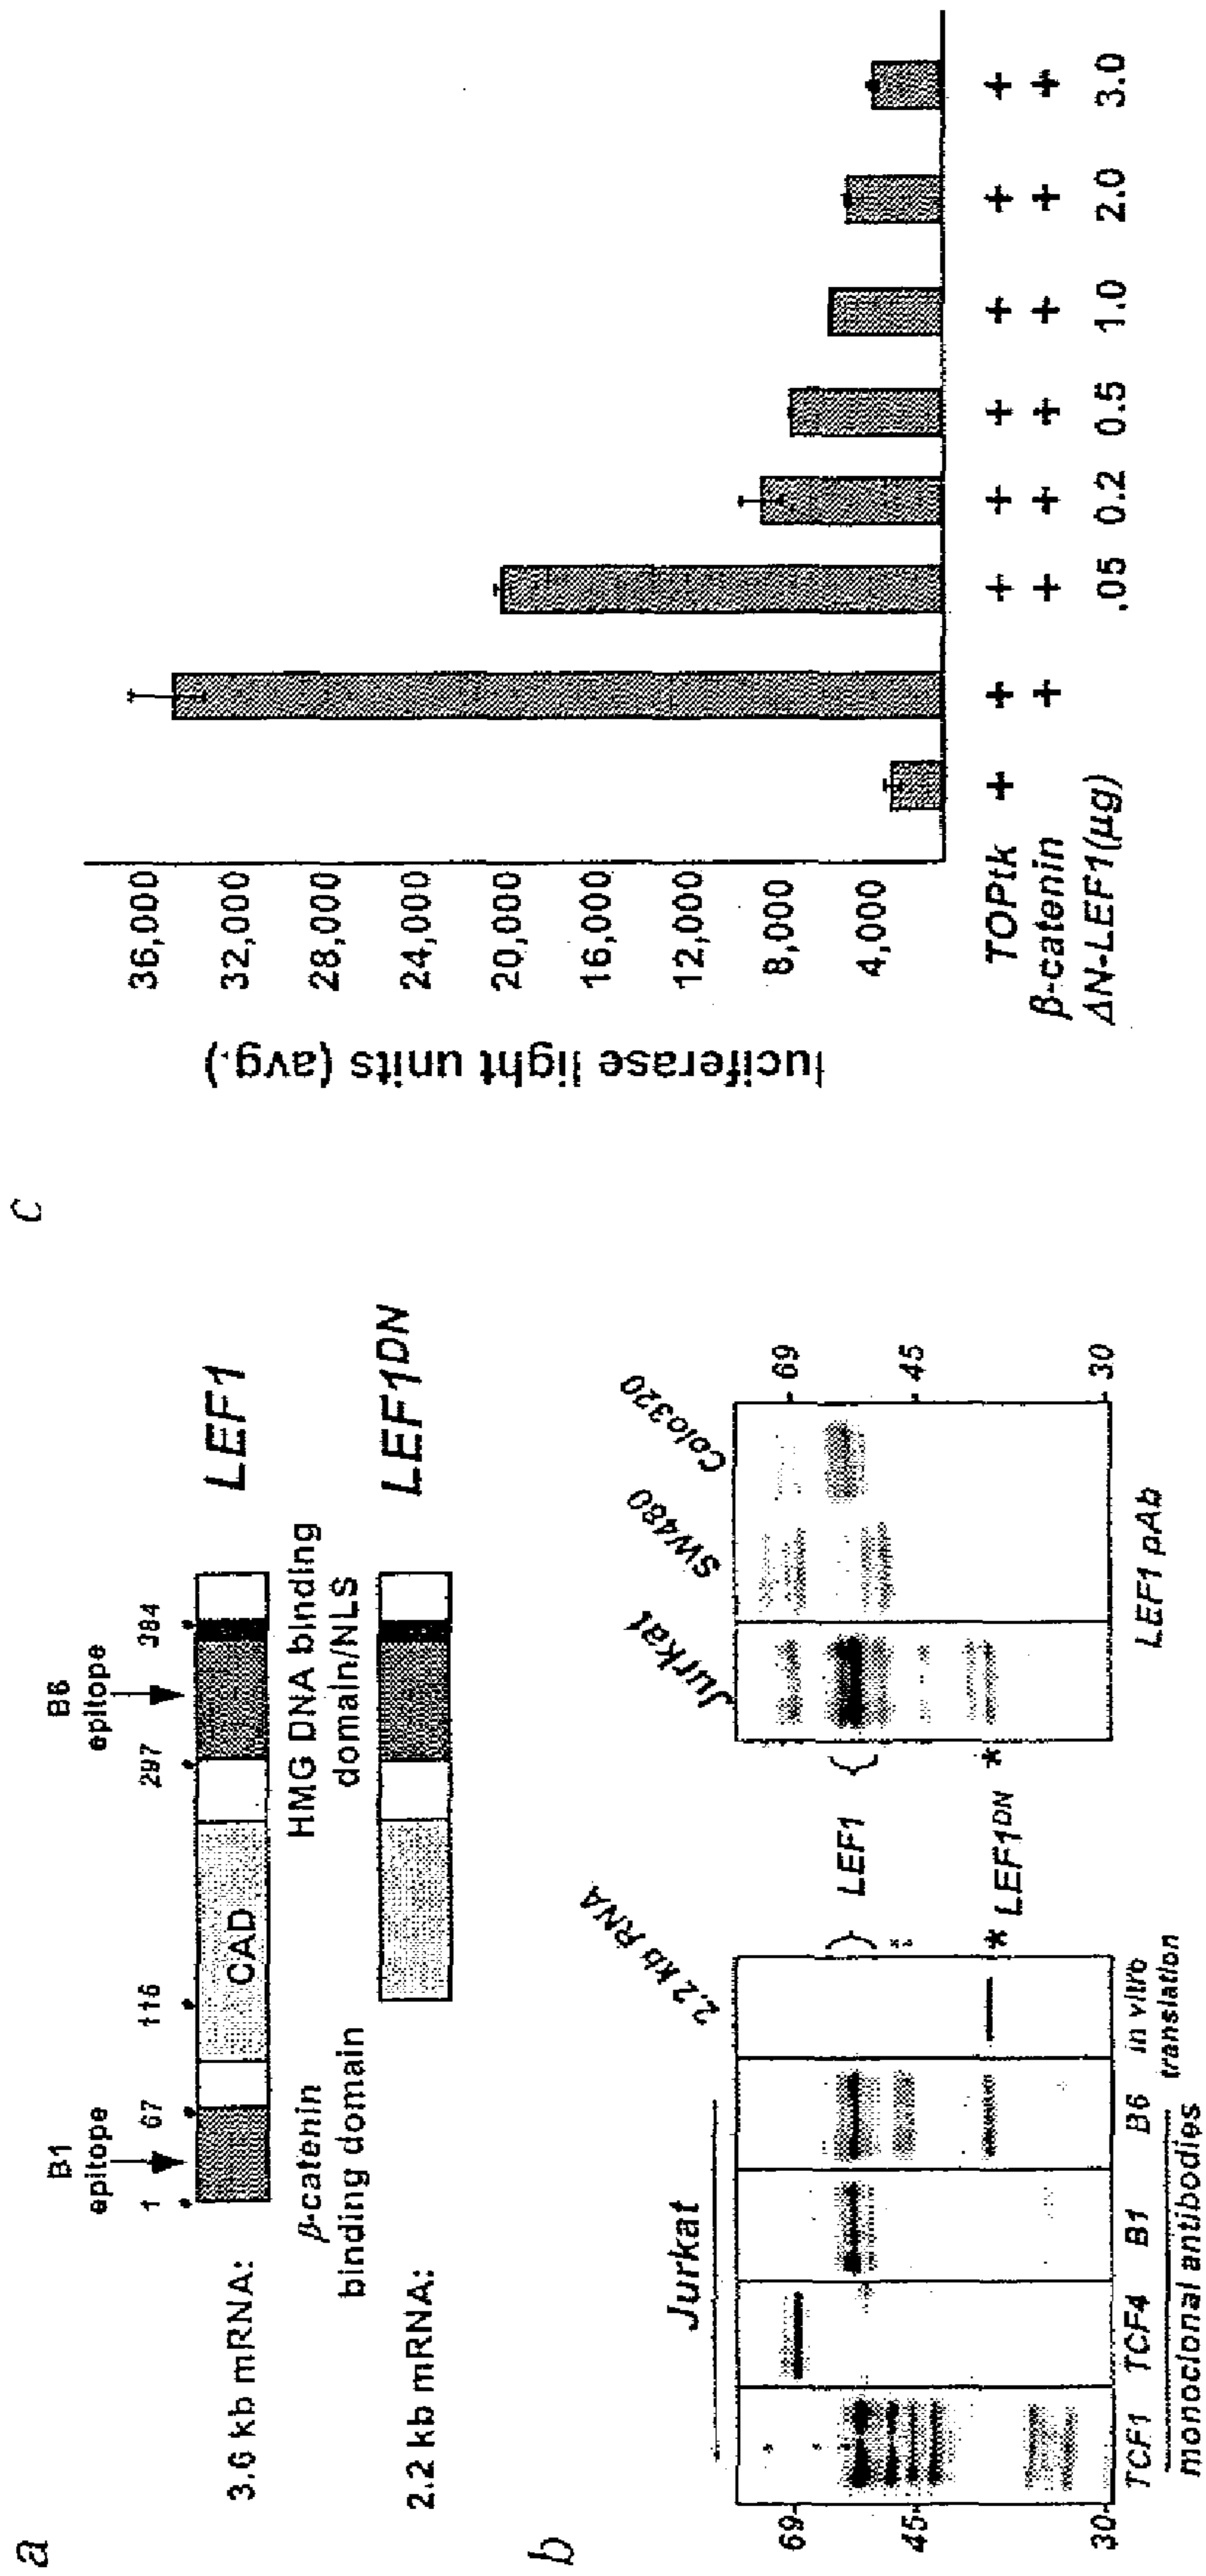 a
B1
epitope
B6
epitope
1 67 116 297 384
3.6 kb mRNA:
CAD
LEF1
β-catenin
binding domain
HMG DNA binding
domain/NLS
2.2 kb mRNA:
LEF1DN
b
Jurkat
2.2 kb RNA
Jurkat
SW480
Colo320
69
45
30
LEF1
* LEF1DN *
69
45
30
TCF1 TCF4 B1 B6
monoclonal antibodies
in vitro
translation
LEF1 pAb
c
luciferase light units (avg.)
36,000
32,000
28,000
24,000
20,000
16,000
12,000
8,000
4,000
TOPtk + + + + + + + +
β-catenin + + + + + + +
ΔN-LEF1(µg) .05 0.2 0.5 1.0 2.0 3.0